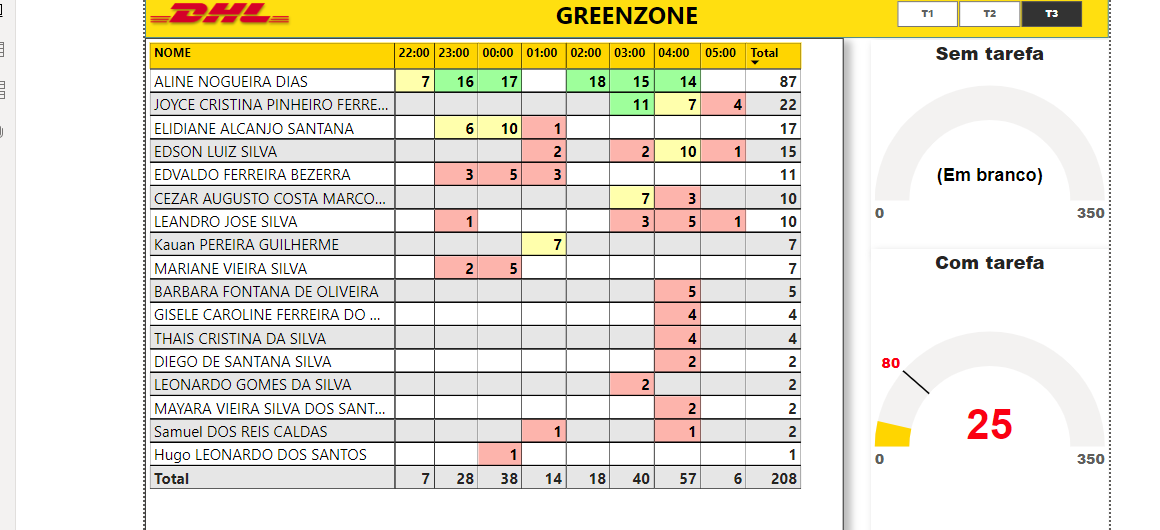 DHL GREENZONE T1 T2 T3
NOME 22:00 23:00 00:00 01:00 02:00 03:00 04:00 05:00 Total
ALINE NOGUEIRA DIAS 7 16 17 18 15 14 87
JOYCE CRISTINA PINHEIRO FERRE... 11 7 4 22
ELIDIANE ALCANJO SANTANA 6 10 1 17
EDSON LUIZ SILVA 2 2 10 1 15
EDVALDO FERREIRA BEZERRA 3 5 3 11
CEZAR AUGUSTO COSTA MARCO... 7 3 10
LEANDRO JOSE SILVA 1 3 5 1 10
Kauan PEREIRA GUILHERME 7 7
MARIANE VIEIRA SILVA 2 5 7
BARBARA FONTANA DE OLIVEIRA 5 5
GISELE CAROLINE FERREIRA DO ... 4 4
THAIS CRISTINA DA SILVA 4 4
DIEGO DE SANTANA SILVA 2 2
LEONARDO GOMES DA SILVA 2 2
MAYARA VIEIRA SILVA DOS SANT... 2 2
Samuel DOS REIS CALDAS 1 1 2
Hugo LEONARDO DOS SANTOS 1 1
Total 7 28 38 14 18 40 57 6 208
Sem tarefa
(Em branco)
0 350
Com tarefa
80
25
0 350